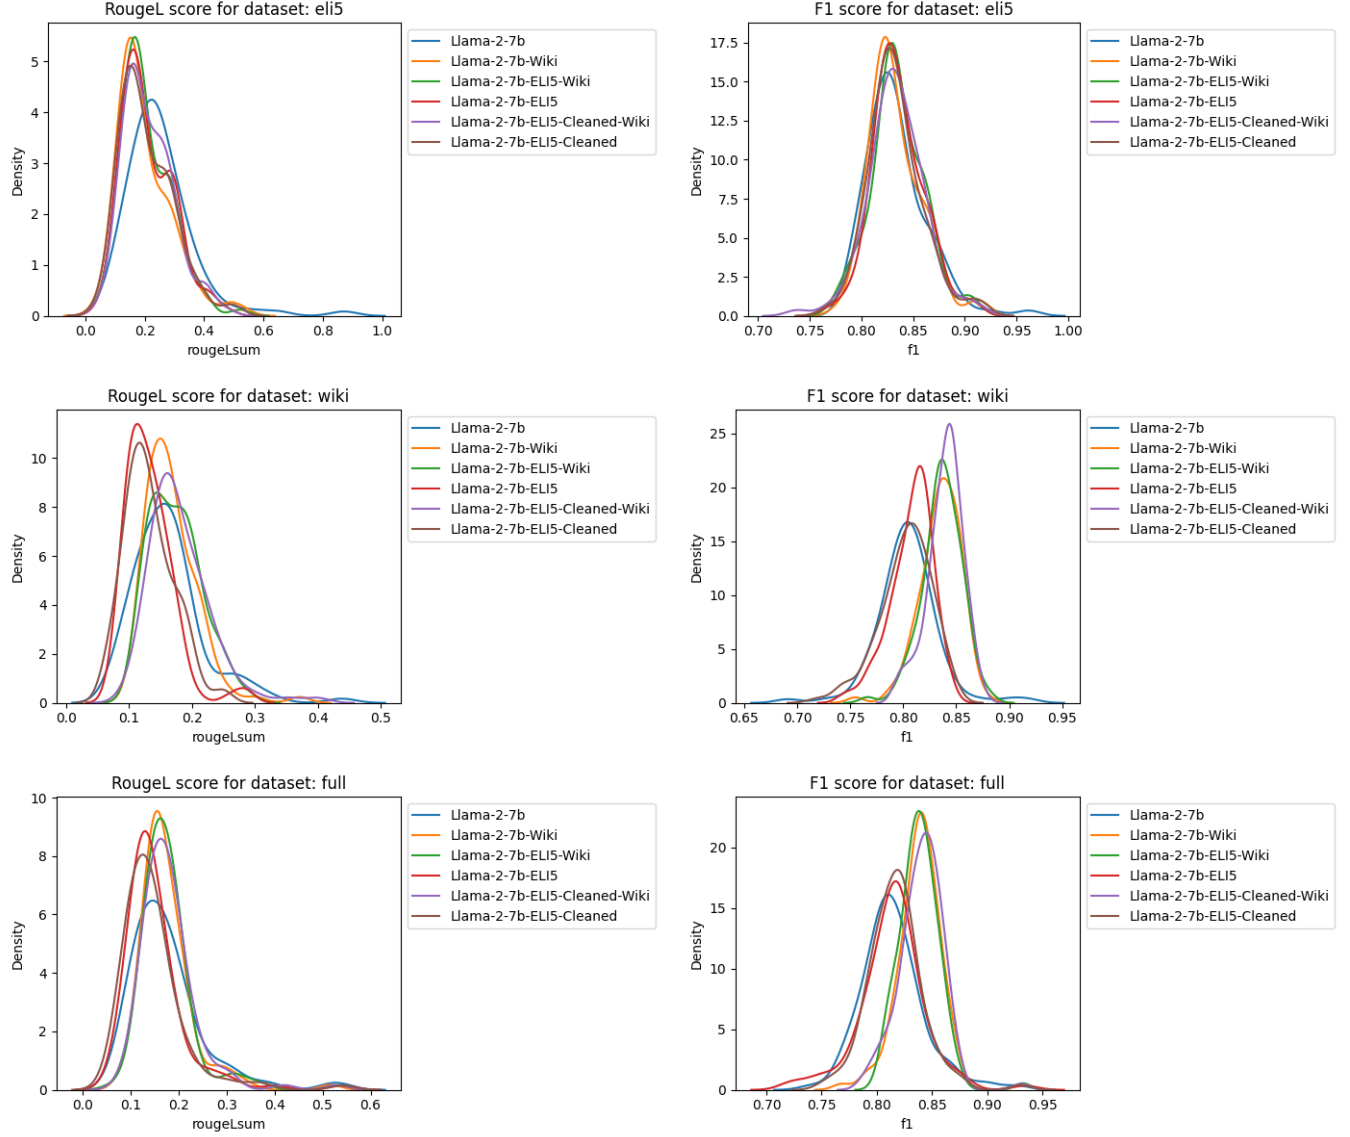 RougeL score for dataset: eli5
Density
5
4
3
2
1
0
0.0 0.2 0.4 0.6 0.8 1.0
rougeLsum
Llama-2-7b
Llama-2-7b-Wiki
Llama-2-7b-ELI5-Wiki
Llama-2-7b-ELI5
Llama-2-7b-ELI5-Cleaned-Wiki
Llama-2-7b-ELI5-Cleaned
F1 score for dataset: eli5
Density
17.5
15.0
12.5
10.0
7.5
5.0
2.5
0.0
0.70 0.75 0.80 0.85 0.90 0.95 1.00
f1
Llama-2-7b
Llama-2-7b-Wiki
Llama-2-7b-ELI5-Wiki
Llama-2-7b-ELI5
Llama-2-7b-ELI5-Cleaned-Wiki
Llama-2-7b-ELI5-Cleaned
RougeL score for dataset: wiki
Density
10
8
6
4
2
0
0.0 0.1 0.2 0.3 0.4 0.5
rougeLsum
Llama-2-7b
Llama-2-7b-Wiki
Llama-2-7b-ELI5-Wiki
Llama-2-7b-ELI5
Llama-2-7b-ELI5-Cleaned-Wiki
Llama-2-7b-ELI5-Cleaned
F1 score for dataset: wiki
Density
25
20
15
10
5
0
0.65 0.70 0.75 0.80 0.85 0.90 0.95
f1
Llama-2-7b
Llama-2-7b-Wiki
Llama-2-7b-ELI5-Wiki
Llama-2-7b-ELI5
Llama-2-7b-ELI5-Cleaned-Wiki
Llama-2-7b-ELI5-Cleaned
RougeL score for dataset: full
Density
10
8
6
4
2
0
0.0 0.1 0.2 0.3 0.4 0.5 0.6
rougeLsum
Llama-2-7b
Llama-2-7b-Wiki
Llama-2-7b-ELI5-Wiki
Llama-2-7b-ELI5
Llama-2-7b-ELI5-Cleaned-Wiki
Llama-2-7b-ELI5-Cleaned
F1 score for dataset: full
Density
20
15
10
5
0
0.70 0.75 0.80 0.85 0.90 0.95
f1
Llama-2-7b
Llama-2-7b-Wiki
Llama-2-7b-ELI5-Wiki
Llama-2-7b-ELI5
Llama-2-7b-ELI5-Cleaned-Wiki
Llama-2-7b-ELI5-Cleaned